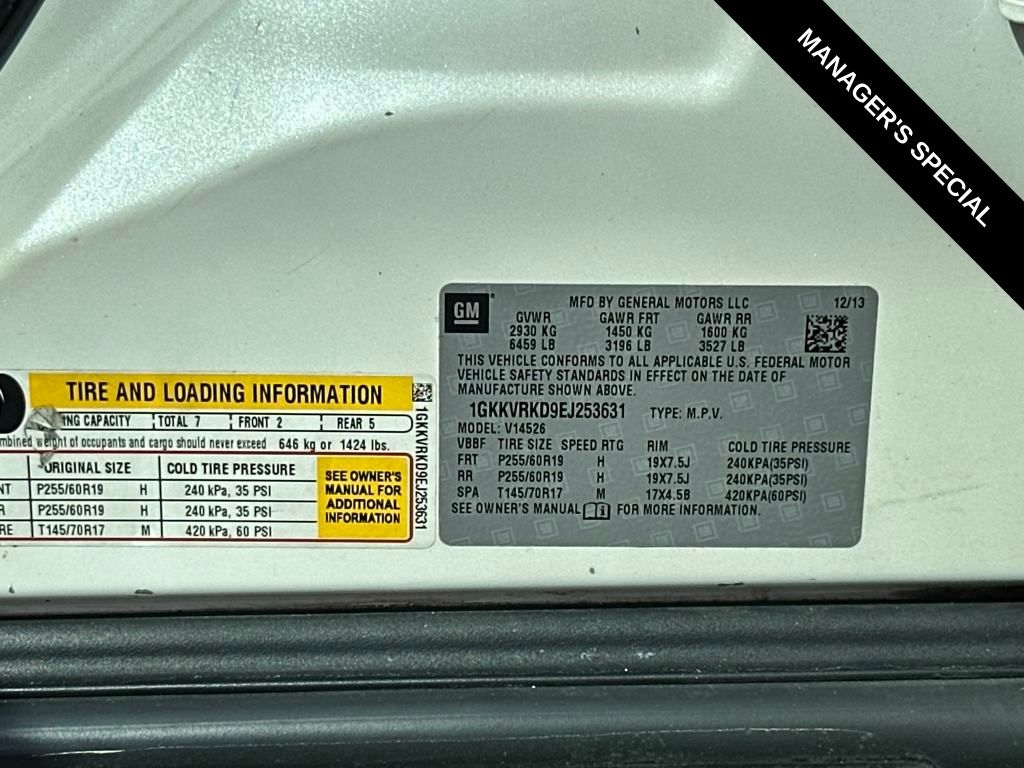 MANAGER'S SPECIAL
GM
MFD BY GENERAL MOTORS LLC 12/13
GVWR GAWR FRT GAWR RR
2930 KG 1450 KG 1600 KG
6459 LB 3196 LB 3527 LB
THIS VEHICLE CONFORMS TO ALL APPLICABLE U.S. FEDERAL MOTOR
VEHICLE SAFETY STANDARDS IN EFFECT ON THE DATE OF
MANUFACTURE SHOWN ABOVE.
1GKKVRKD9EJ253631 TYPE: M.P.V.
MODEL: V14526
VBBF TIRE SIZE SPEED RTG RIM COLD TIRE PRESSURE
FRT P255/60R19 H 19X7.5J 240KPA(35PSI)
RR P255/60R19 H 19X7.5J 240KPA(35PSI)
SPA T145/70R17 M 17X4.5B 420KPA(60PSI)
SEE OWNER'S MANUAL FOR MORE INFORMATION.
TIRE AND LOADING INFORMATION
CAPACITY TOTAL 7 FRONT 2 REAR 5
weight of occupants and cargo should never exceed 646 kg or 1424 lbs.
ORIGINAL SIZE COLD TIRE PRESSURE
NT P255/60R19 H 240 kPa, 35 PSI
R P255/60R19 H 240 kPa, 35 PSI
RE T145/70R17 M 420 kPa, 60 PSI
SEE OWNER'S
MANUAL FOR
ADDITIONAL
INFORMATION
1GKKVRKD9EJ253631